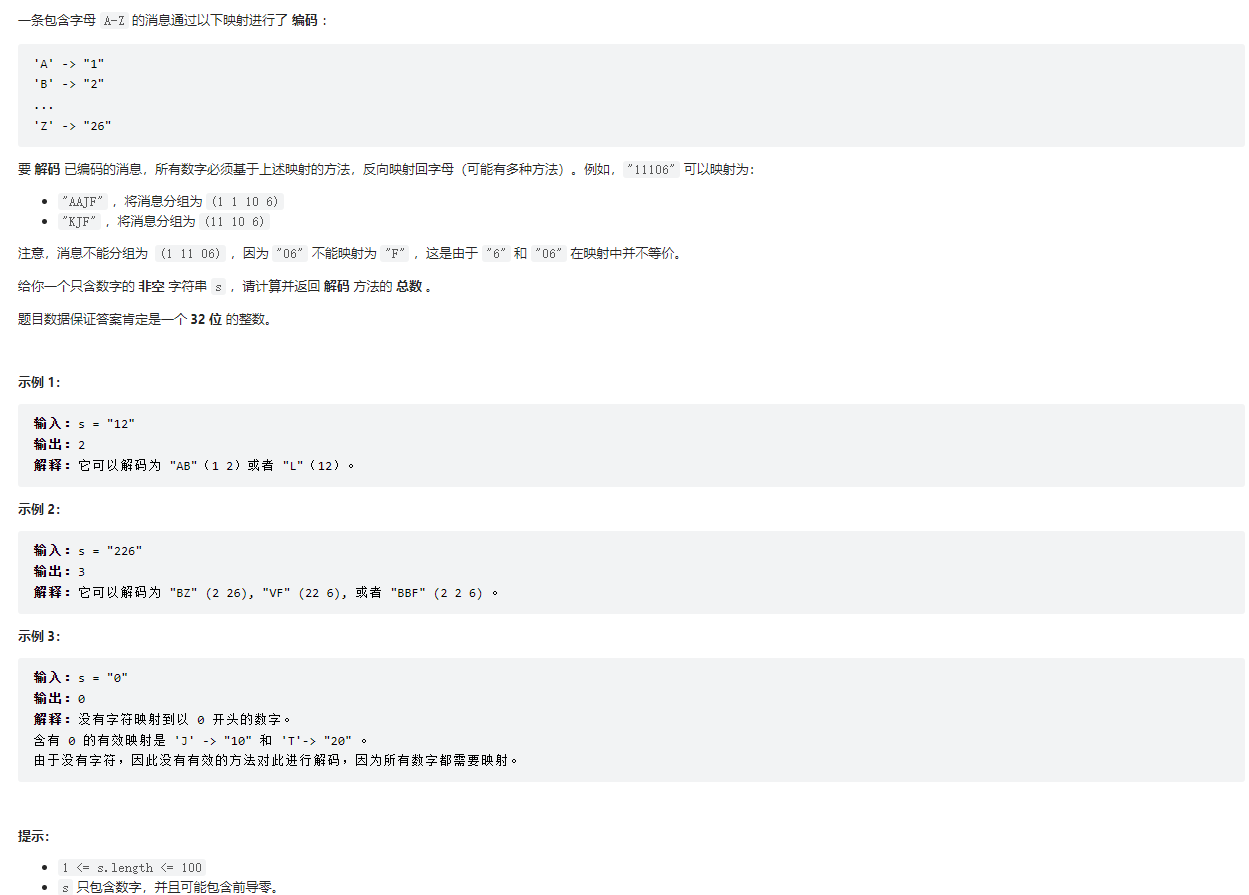 一条包含字母 A-Z 的消息通过以下映射进行了 编码 ：
'A' -> "1"
'B' -> "2"
...
'Z' -> "26"
要 解码 已编码的消息，所有数字必须基于上述映射的方法，反向映射回字母（可能有多种方法）。例如，"11106" 可以映射为：
"AAJF" ，将消息分组为 (1 1 10 6)
"KJF" ，将消息分组为 (11 10 6)
注意，消息不能分组为  (1 11 06) ，因为 "06" 不能映射为 "F" ，这是由于 "6" 和 "06" 在映射中并不等价。
给你一个只含数字的 非空 字符串 s ，请计算并返回 解码 方法的 总数 。
题目数据保证答案肯定是一个 32 位 的整数。
示例 1：
输入：s = "12"
输出：2
解释：它可以解码为 "AB"（1 2）或者 "L"（12）。
示例 2：
输入：s = "226"
输出：3
解释：它可以解码为 "BZ" (2 26), "VF" (22 6), 或者 "BBF" (2 2 6) 。
示例 3：
输入：s = "0"
输出：0
解释：没有字符映射到以 0 开头的数字。
含有 0 的有效映射是 'J' -> "10" 和 'T'-> "20" 。
由于没有字符，因此没有有效的方法对此进行解码，因为所有数字都需要映射。
提示：
1 <= s.length <= 100
s 只包含数字，并且可能包含前导零。